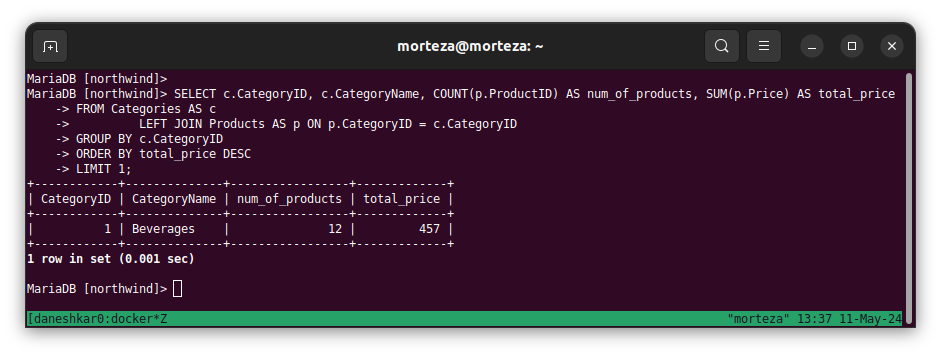 morteza@morteza: ~
MariaDB [northwind]>
MariaDB [northwind]> SELECT c.CategoryID, c.CategoryName, COUNT(p.ProductID) AS num_of_products, SUM(p.Price) AS total_price
    -> FROM Categories AS c
    ->          LEFT JOIN Products AS p ON p.CategoryID = c.CategoryID
    -> GROUP BY c.CategoryID
    -> ORDER BY total_price DESC
    -> LIMIT 1;
+------------+--------------+-----------------+-------------+
| CategoryID | CategoryName | num_of_products | total_price |
+------------+--------------+-----------------+-------------+
|          1 | Beverages    |              12 |         457 |
+------------+--------------+-----------------+-------------+
1 row in set (0.001 sec)
MariaDB [northwind]>
[daneshkar0:docker*Z "morteza" 13:37 11-May-24